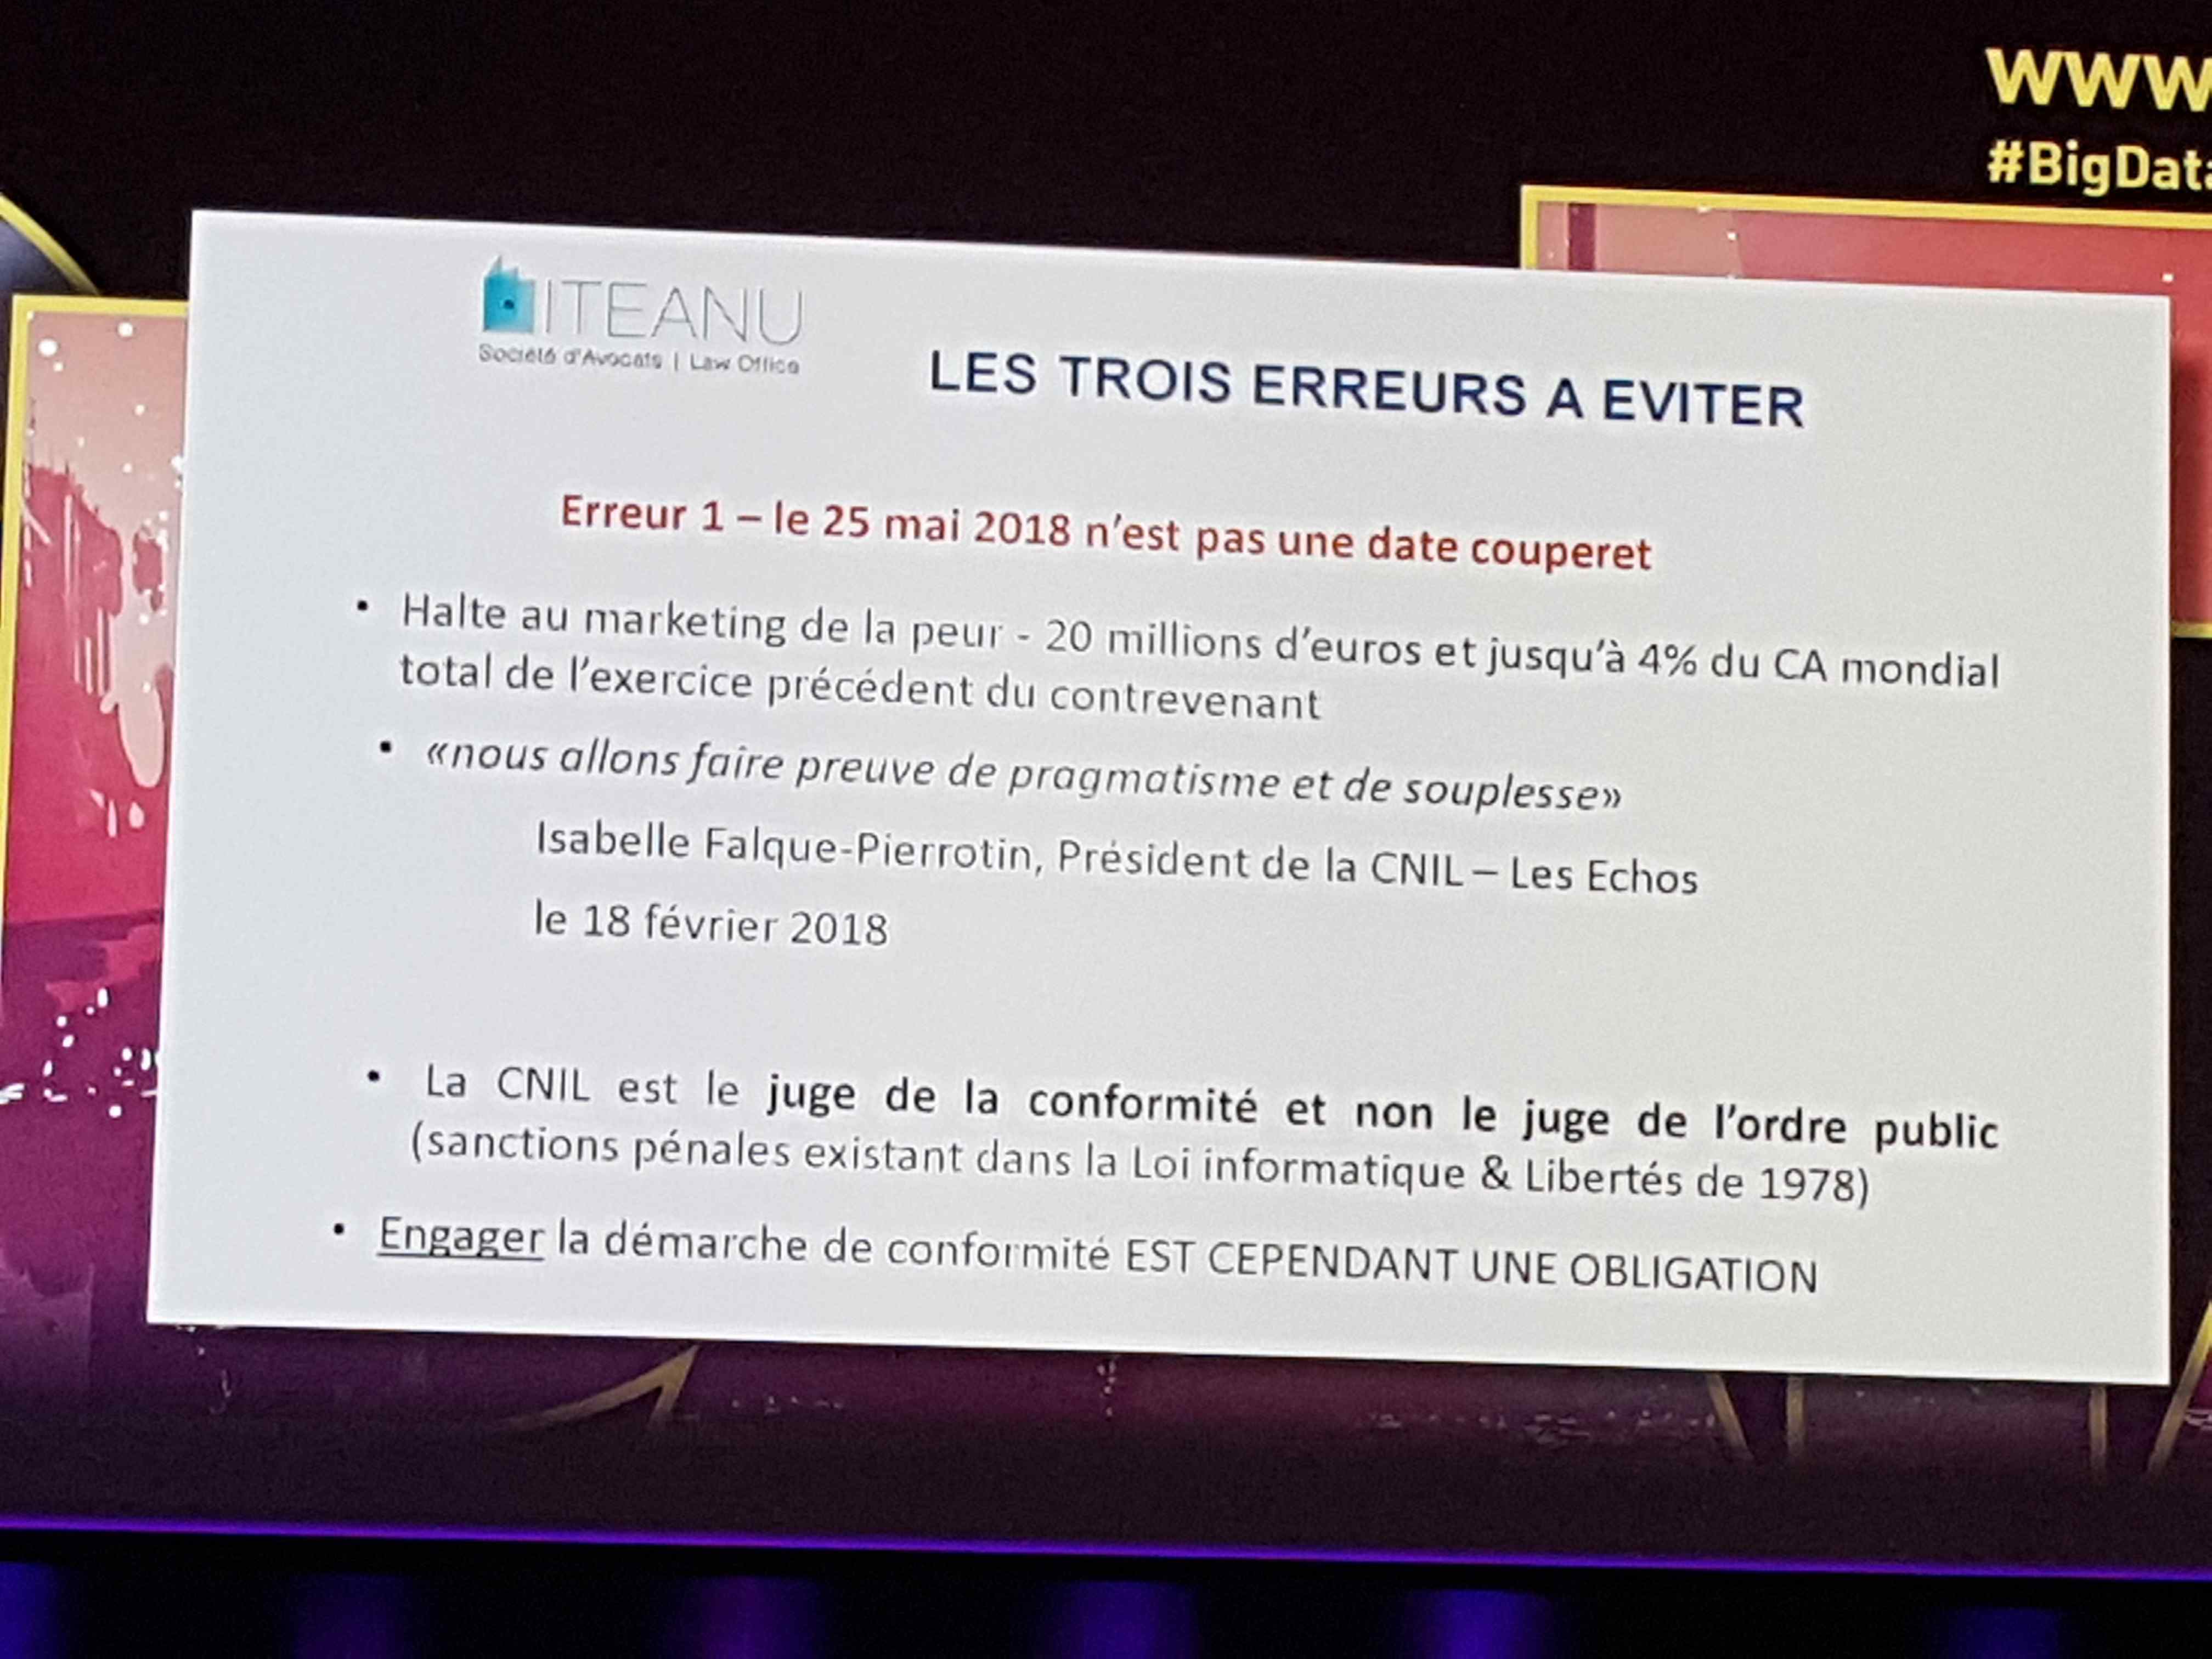 WWW
#BigData
ITEANU
Société d'Avocats | Law Office
LES TROIS ERREURS A EVITER
Erreur 1 – le 25 mai 2018 n'est pas une date couperet
• Halte au marketing de la peur - 20 millions d'euros et jusqu'à 4% du CA mondial
total de l'exercice précédent du contrevenant
• «nous allons faire preuve de pragmatisme et de souplesse»
Isabelle Falque-Pierrotin, Président de la CNIL – Les Echos
le 18 février 2018
• La CNIL est le juge de la conformité et non le juge de l'ordre public
(sanctions pénales existant dans la Loi informatique & Libertés de 1978)
• Engager la démarche de conformité EST CEPENDANT UNE OBLIGATION